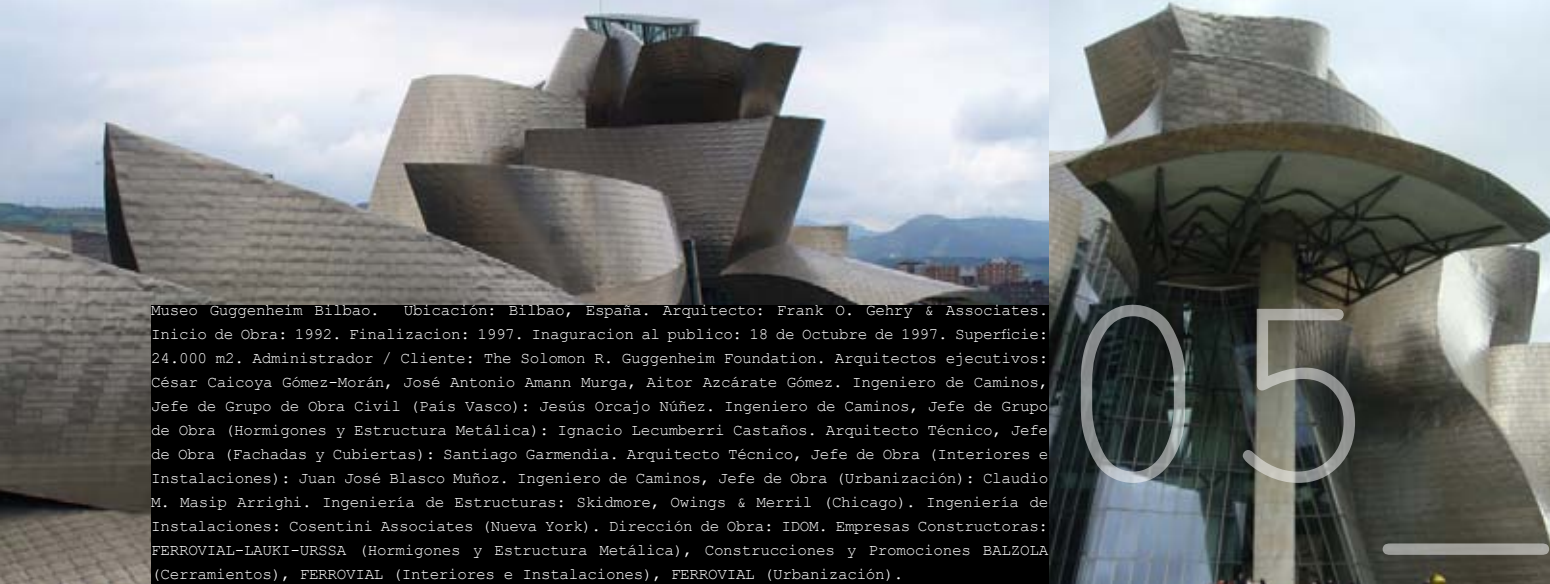 Museo Guggenheim Bilbao. Ubicación: Bilbao, España. Arquitecto: Frank O. Gehry & Associates.
Inicio de Obra: 1992. Finalizacion: 1997. Inaguracion al publico: 18 de Octubre de 1997. Superficie:
24.000 m2. Administrador / Cliente: The Solomon R. Guggenheim Foundation. Arquitectos ejecutivos:
César Caicoya Gómez-Morán, José Antonio Amann Murga, Aitor Azcárate Gómez. Ingeniero de Caminos,
Jefe de Grupo de Obra Civil (País Vasco): Jesús Orcajo Núñez. Ingeniero de Caminos, Jefe de Grupo
de Obra (Hormigones y Estructura Metálica): Ignacio Lecumberri Castaños. Arquitecto Técnico, Jefe
de Obra (Fachadas y Cubiertas): Santiago Garmendia. Arquitecto Técnico, Jefe de Obra (Interiores e
Instalaciones): Juan José Blasco Muñoz. Ingeniero de Caminos, Jefe de Obra (Urbanización): Claudio
M. Masip Arrighi. Ingeniería de Estructuras: Skidmore, Owings & Merril (Chicago). Ingeniería de
Instalaciones: Cosentini Associates (Nueva York). Dirección de Obra: IDOM. Empresas Constructoras:
FERROVIAL-LAUKI-URSSA (Hormigones y Estructura Metálica), Construcciones y Promociones BALZOLA
(Cerramientos), FERROVIAL (Interiores e Instalaciones), FERROVIAL (Urbanización).
05